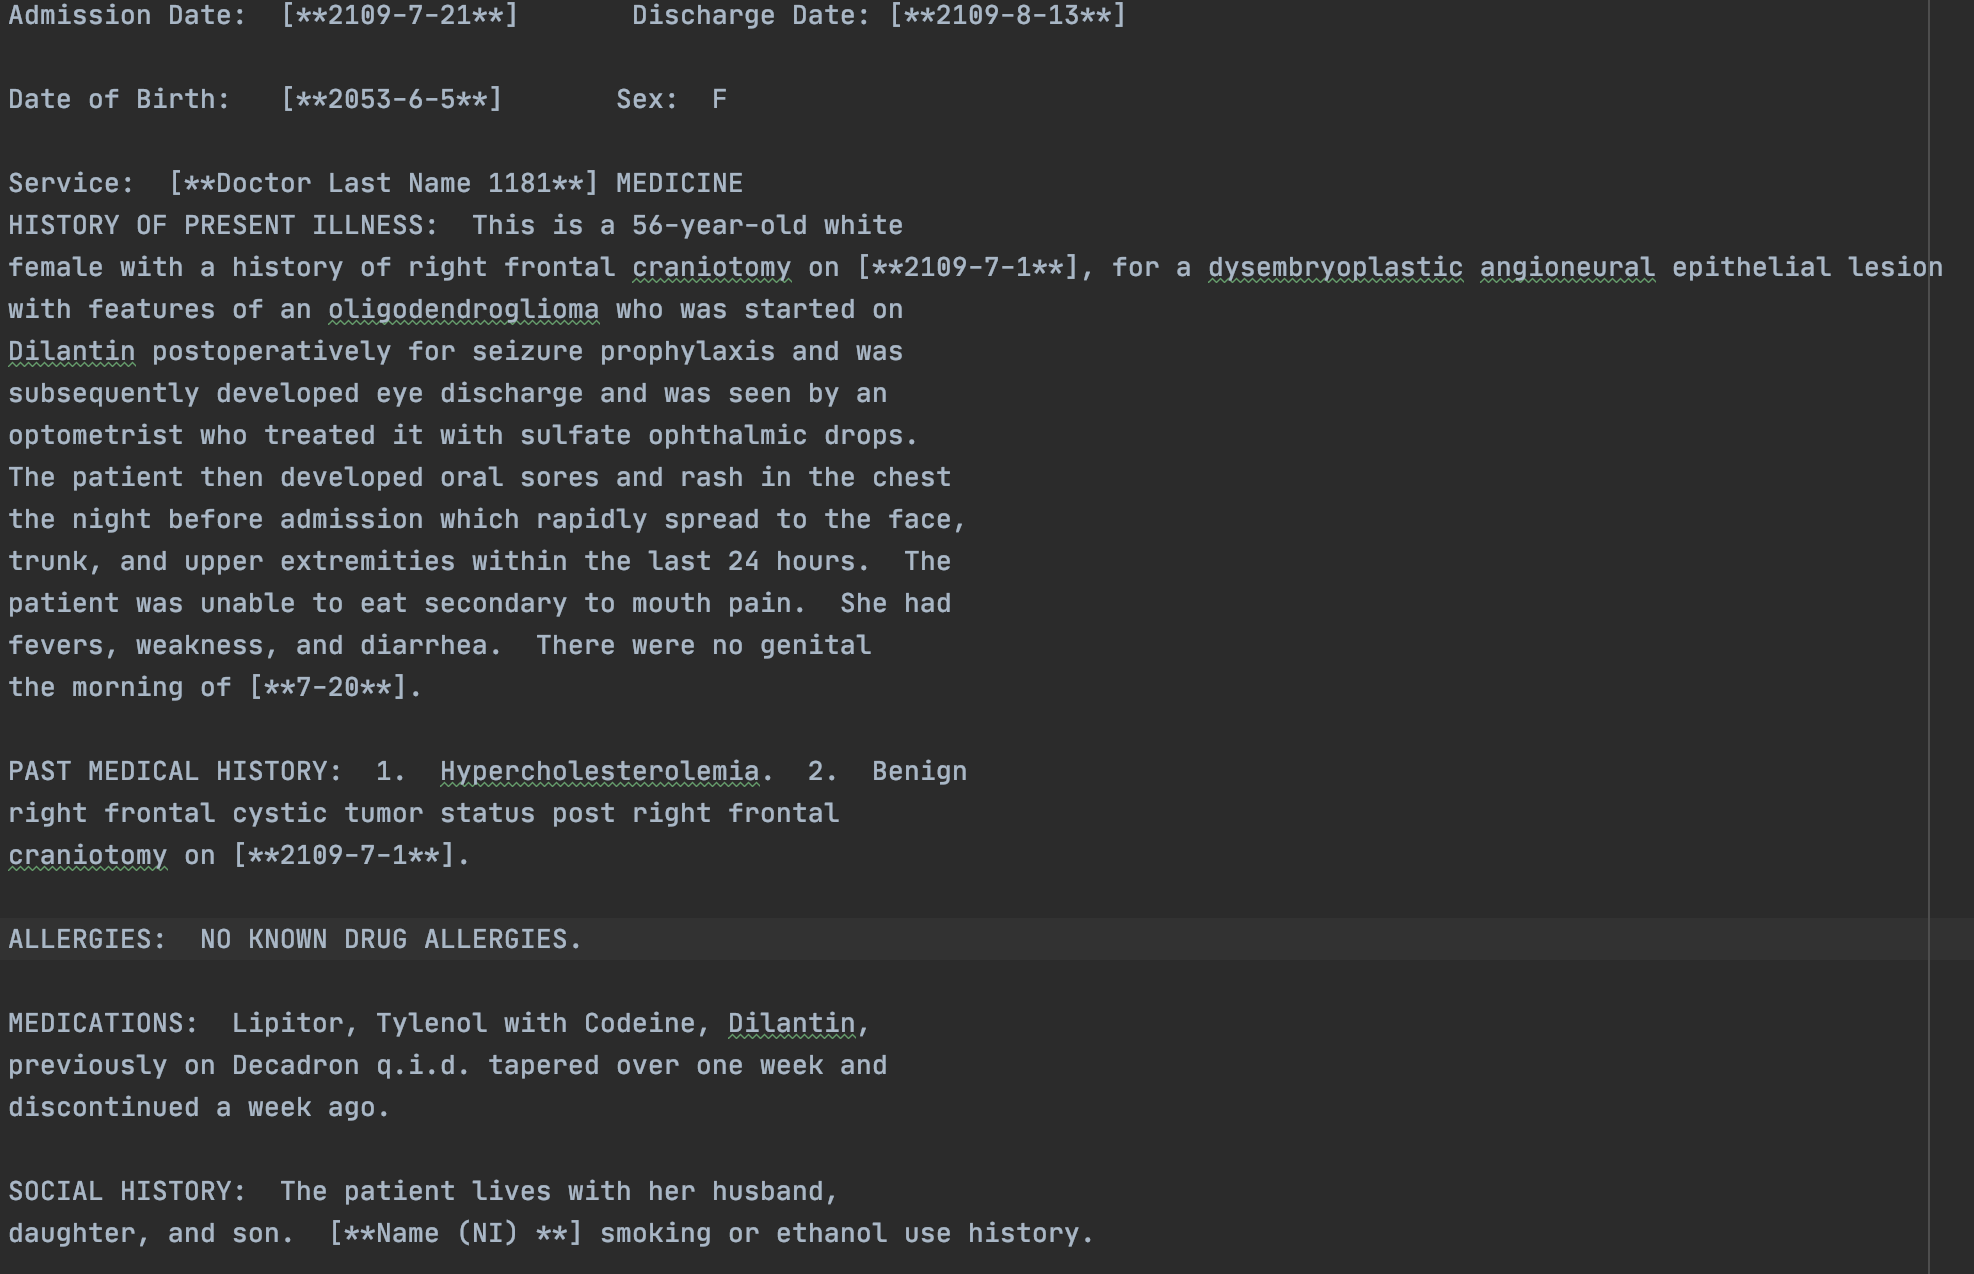 Admission Date:  [**2109-7-21**]       Discharge Date: [**2109-8-13**]
Date of Birth:   [**2053-6-5**]       Sex:  F
Service:  [**Doctor Last Name 1181**] MEDICINE
HISTORY OF PRESENT ILLNESS:  This is a 56-year-old white
female with a history of right frontal craniotomy on [**2109-7-1**], for a dysembryoplastic angioneural epithelial lesion
with features of an oligodendroglioma who was started on
Dilantin postoperatively for seizure prophylaxis and was
subsequently developed eye discharge and was seen by an
optometrist who treated it with sulfate ophthalmic drops.
The patient then developed oral sores and rash in the chest
the night before admission which rapidly spread to the face,
trunk, and upper extremities within the last 24 hours.  The
patient was unable to eat secondary to mouth pain.  She had
fevers, weakness, and diarrhea.  There were no genital
the morning of [**7-20**].
PAST MEDICAL HISTORY:  1.  Hypercholesterolemia.  2.  Benign
right frontal cystic tumor status post right frontal
craniotomy on [**2109-7-1**].
ALLERGIES:  NO KNOWN DRUG ALLERGIES.
MEDICATIONS:  Lipitor, Tylenol with Codeine, Dilantin,
previously on Decadron q.i.d. tapered over one week and
discontinued a week ago.
SOCIAL HISTORY:  The patient lives with her husband,
daughter, and son.  [**Name (NI) **] smoking or ethanol use history.